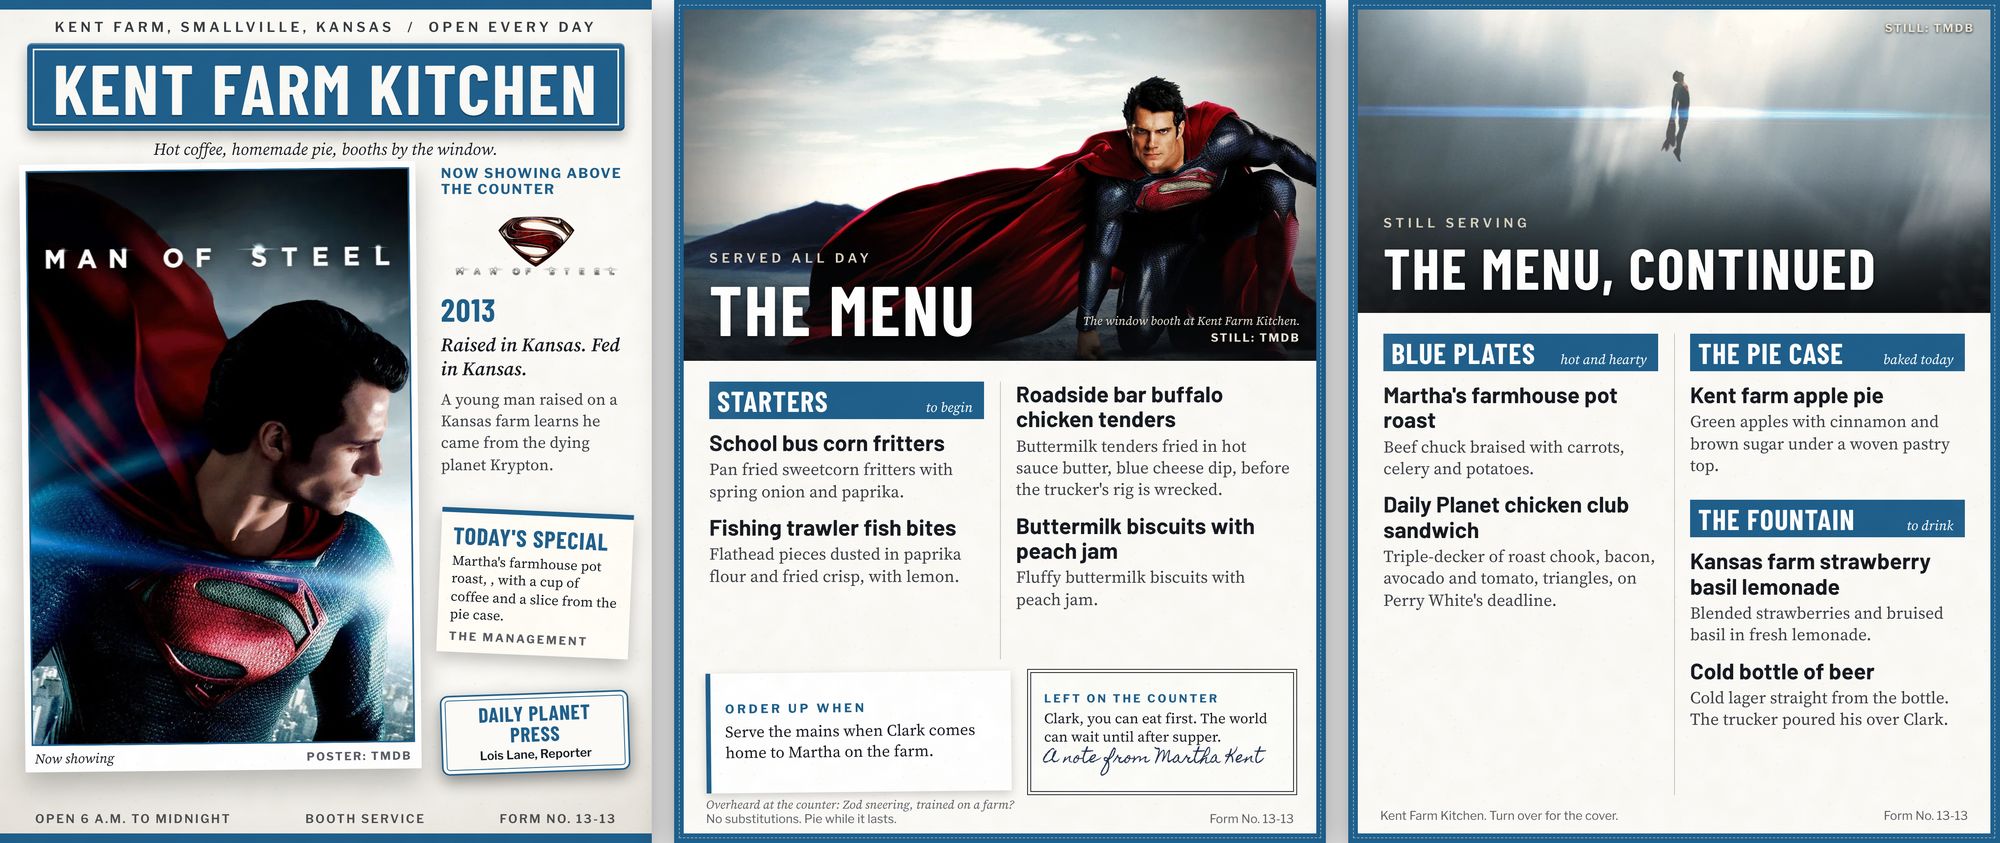 KENT FARM, SMALLVILLE, KANSAS / OPEN EVERY DAY
KENT FARM KITCHEN
Hot coffee, homemade pie, booths by the window.
MAN OF STEEL
Now showing
POSTER: TMDB
NOW SHOWING ABOVE
THE COUNTER
MAN OF STEEL
2013
Raised in Kansas. Fed
in Kansas.
A young man raised on a
Kansas farm learns he
came from the dying
planet Krypton.
TODAY'S SPECIAL
Martha's farmhouse pot
roast, , with a cup of
coffee and a slice from the
pie case.
THE MANAGEMENT
DAILY PLANET
PRESS
Lois Lane, Reporter
OPEN 6 A.M. TO MIDNIGHT
BOOTH SERVICE
FORM NO. 13-13
SERVED ALL DAY
THE MENU
The window booth at Kent Farm Kitchen.
STILL: TMDB
STARTERS
to begin
School bus corn fritters
Pan fried sweetcorn fritters with
spring onion and paprika.
Fishing trawler fish bites
Flathead pieces dusted in paprika
flour and fried crisp, with lemon.
Roadside bar buffalo
chicken tenders
Buttermilk tenders fried in hot
sauce butter, blue cheese dip, before
the trucker's rig is wrecked.
Buttermilk biscuits with
peach jam
Fluffy buttermilk biscuits with
peach jam.
ORDER UP WHEN
Serve the mains when Clark comes
home to Martha on the farm.
LEFT ON THE COUNTER
Clark, you can eat first. The world
can wait until after supper.
A note from Martha Kent
Overheard at the counter: Zod sneering, trained on a farm?
No substitutions. Pie while it lasts.
Form No. 13-13
STILL: TMDB
STILL SERVING
THE MENU, CONTINUED
BLUE PLATES
hot and hearty
Martha's farmhouse pot
roast
Beef chuck braised with carrots,
celery and potatoes.
Daily Planet chicken club
sandwich
Triple-decker of roast chook, bacon,
avocado and tomato, triangles, on
Perry White's deadline.
THE PIE CASE
baked today
Kent farm apple pie
Green apples with cinnamon and
brown sugar under a woven pastry
top.
THE FOUNTAIN
to drink
Kansas farm strawberry
basil lemonade
Blended strawberries and bruised
basil in fresh lemonade.
Cold bottle of beer
Cold lager straight from the bottle.
The trucker poured his over Clark.
Kent Farm Kitchen. Turn over for the cover.
Form No. 13-13